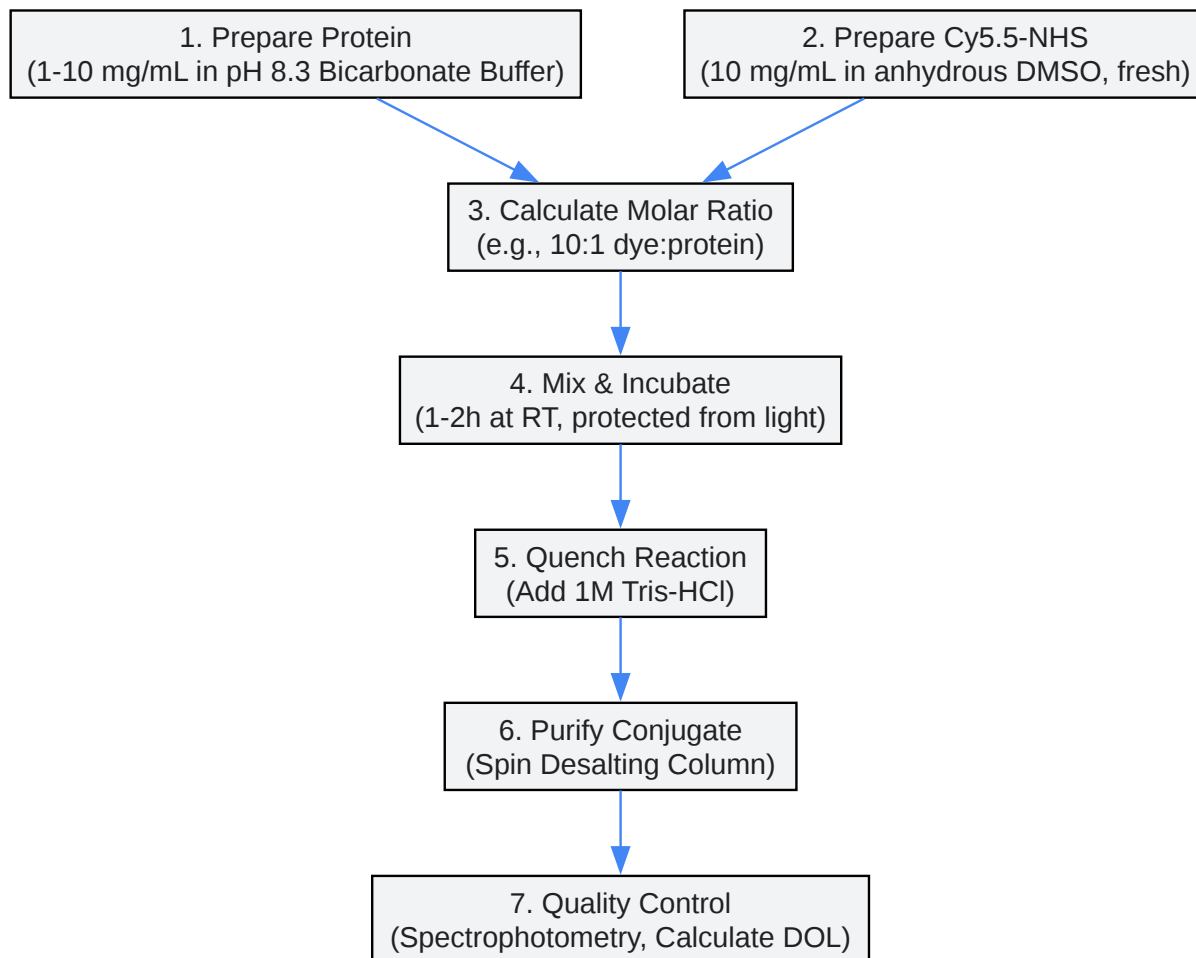 1. Prepare Protein
(1-10 mg/mL in pH 8.3 Bicarbonate Buffer)
2. Prepare Cy5.5-NHS
(10 mg/mL in anhydrous DMSO, fresh)
3. Calculate Molar Ratio
(e.g., 10:1 dye:protein)
4. Mix & Incubate
(1-2h at RT, protected from light)
5. Quench Reaction
(Add 1M Tris-HCl)
6. Purify Conjugate
(Spin Desalting Column)
7. Quality Control
(Spectrophotometry, Calculate DOL)